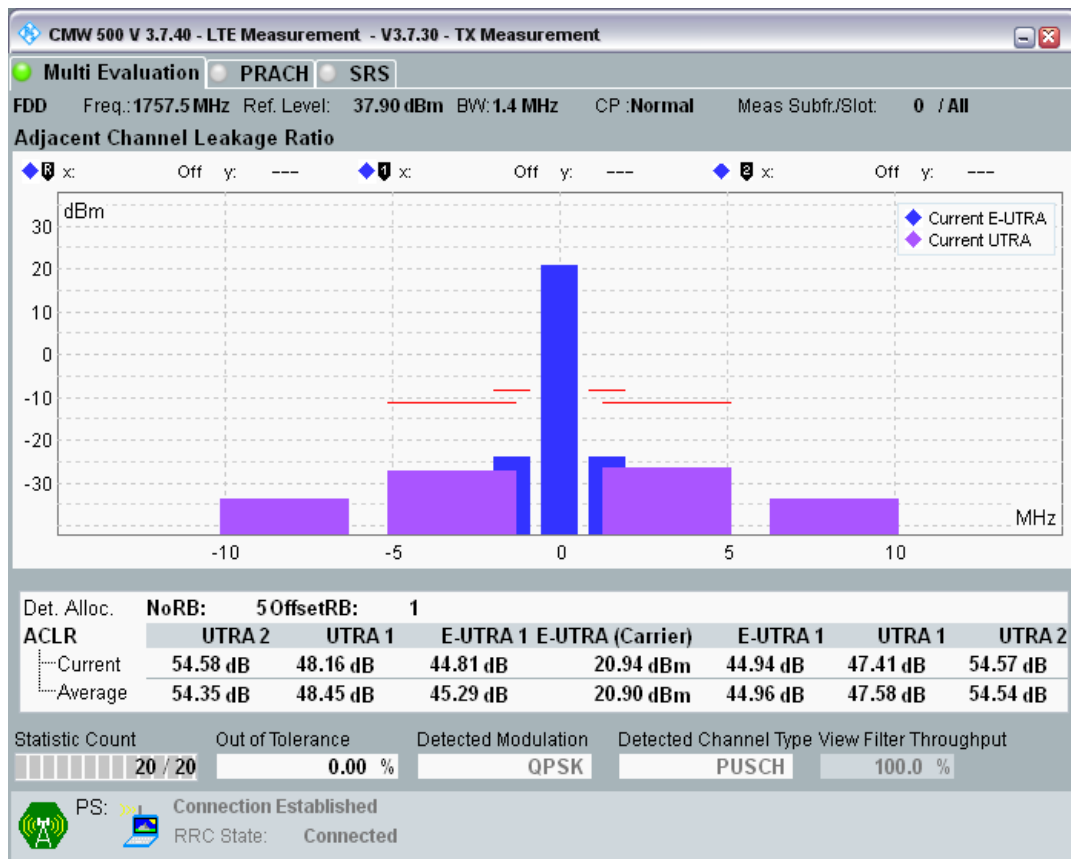 CMW 500 V 3.7.40 - LTE Measurement - V3.7.30 - TX Measurement
Multi Evaluation PRACH SRS
FDD Freq.: 1757.5 MHz Ref. Level: 37.90 dBm BW: 1.4 MHz CP :Normal Meas Subfr./Slot: 0 / All
Adjacent Channel Leakage Ratio
R x: Off y: --- 1 x: Off y: --- 2 x: Off y: ---
dBm
Current E-UTRA
Current UTRA
30
20
10
0
-10
-20
-30
MHz
-10 -5 0 5 10
Det. Alloc. NoRB: 5 OffsetRB: 1
ACLR UTRA 2 UTRA 1 E-UTRA 1 E-UTRA (Carrier) E-UTRA 1 UTRA 1 UTRA 2
Current 54.58 dB 48.16 dB 44.81 dB 20.94 dBm 44.94 dB 47.41 dB 54.57 dB
Average 54.35 dB 48.45 dB 45.29 dB 20.90 dBm 44.96 dB 47.58 dB 54.54 dB
Statistic Count Out of Tolerance Detected Modulation Detected Channel Type View Filter Throughput
20 / 20 0.00 % QPSK PUSCH 100.0 %
PS: Connection Established
RRC State: Connected